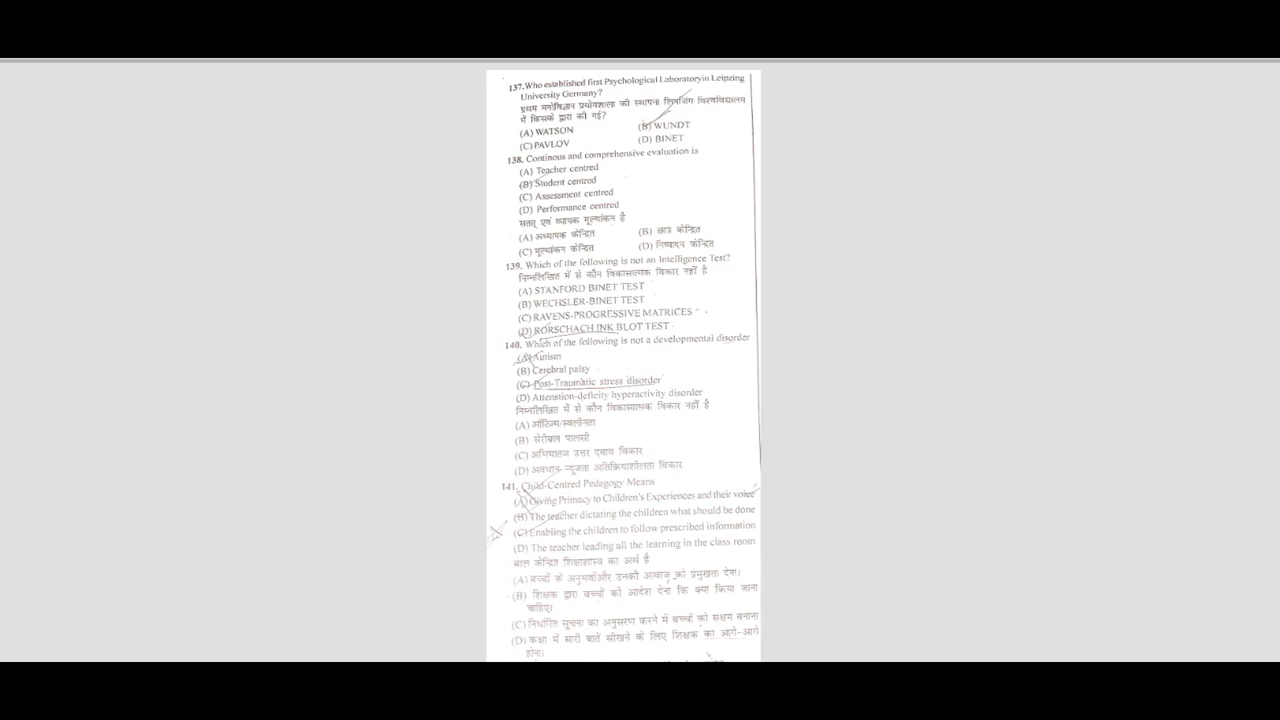 137.Who established first Psychological Laboratoryin Leipzing
University Germany?
प्रथम मनोविज्ञान प्रयोगशाला की स्थापना लिपजिंग विश्वविद्यालय
में किसके द्वारा की गई?
(A) WATSON (B) WUNDT
(C) PAVLOV (D) BINET
138. Continous and comprehensive evaluation is
(A) Teacher centred
(B) Student centred
(C) Assessment centred
(D) Performance centred
सतत् एवं व्यापक मूल्यांकन है
(A) अध्यापक केन्द्रित (B) छात्र केन्द्रित
(C) मूल्यांकन केन्द्रित (D) निष्पादन केन्द्रित
139. Which of the following is not an Intelligence Test?
निम्नलिखित में से कौन विकासात्मक विकार नहीं है
(A) STANFORD BINET TEST
(B) WECHSLER-BINET TEST
(C) RAVENS-PROGRESSIVE MATRICES
(D) RORSCHACH INK BLOT TEST
140. Which of the following is not a developmental disorder
(A) Autism
(B) Cerebral palsy
(C) Post-Traumatic stress disorder
(D) Attenstion-deficity hyperactivity disorder
निम्नलिखित में से कौन विकासात्मक विकार नहीं है
(A) ऑटिज्म/स्वलीनता
(B) सेरीबल पालसी
(C) अभिघातज उत्तर दबाव विकार
(D) अवधान-न्यूनता अतिक्रियाशीलता विकार
141. Child-Centred Pedagogy Means
(A) Giving Primacy to Children's Experiences and their voice
(B) The teacher dictating the children what should be done
(C) Enabling the children to follow prescribed information
(D) The teacher leading all the learning in the class room
बाल केन्द्रित शिक्षाशास्त्र का अर्थ है
(A) बच्चों के अनुभवोंऔर उनकी आवाज को प्रमुखता देना।
(B) शिक्षक द्वारा बच्चों को आदेश देना कि क्या किया जाना
चाहिए।
(C) निर्धारित सूचना का अनुसरण करने में बच्चों को सक्षम बनाना
(D) कक्षा में सारी बातें सीखने के लिए शिक्षक का आगे-आगे
होना।